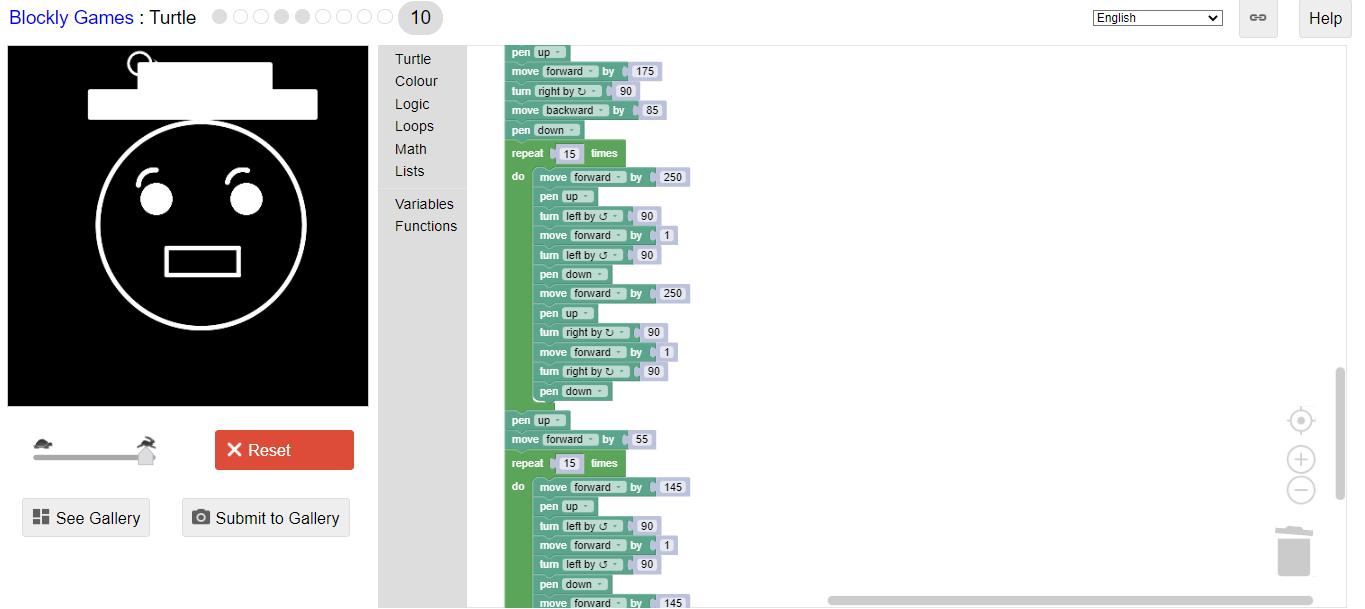 Blockly Games : Turtle 10 English Help
Turtle
Colour
Logic
Loops
Math
Lists
Variables
Functions
pen up
move forward by 175
turn right by ↻ 90
move backward by 85
pen down
repeat 15 times
do move forward by 250
pen up
turn left by ↺ 90
move forward by 1
turn left by ↺ 90
pen down
move forward by 250
pen up
turn right by ↻ 90
move forward by 1
turn right by ↻ 90
pen down
pen up
move forward by 55
repeat 15 times
do move forward by 145
pen up
turn left by ↺ 90
move forward by 1
turn left by ↺ 90
pen down
move forward by 145
Reset
See Gallery
Submit to Gallery